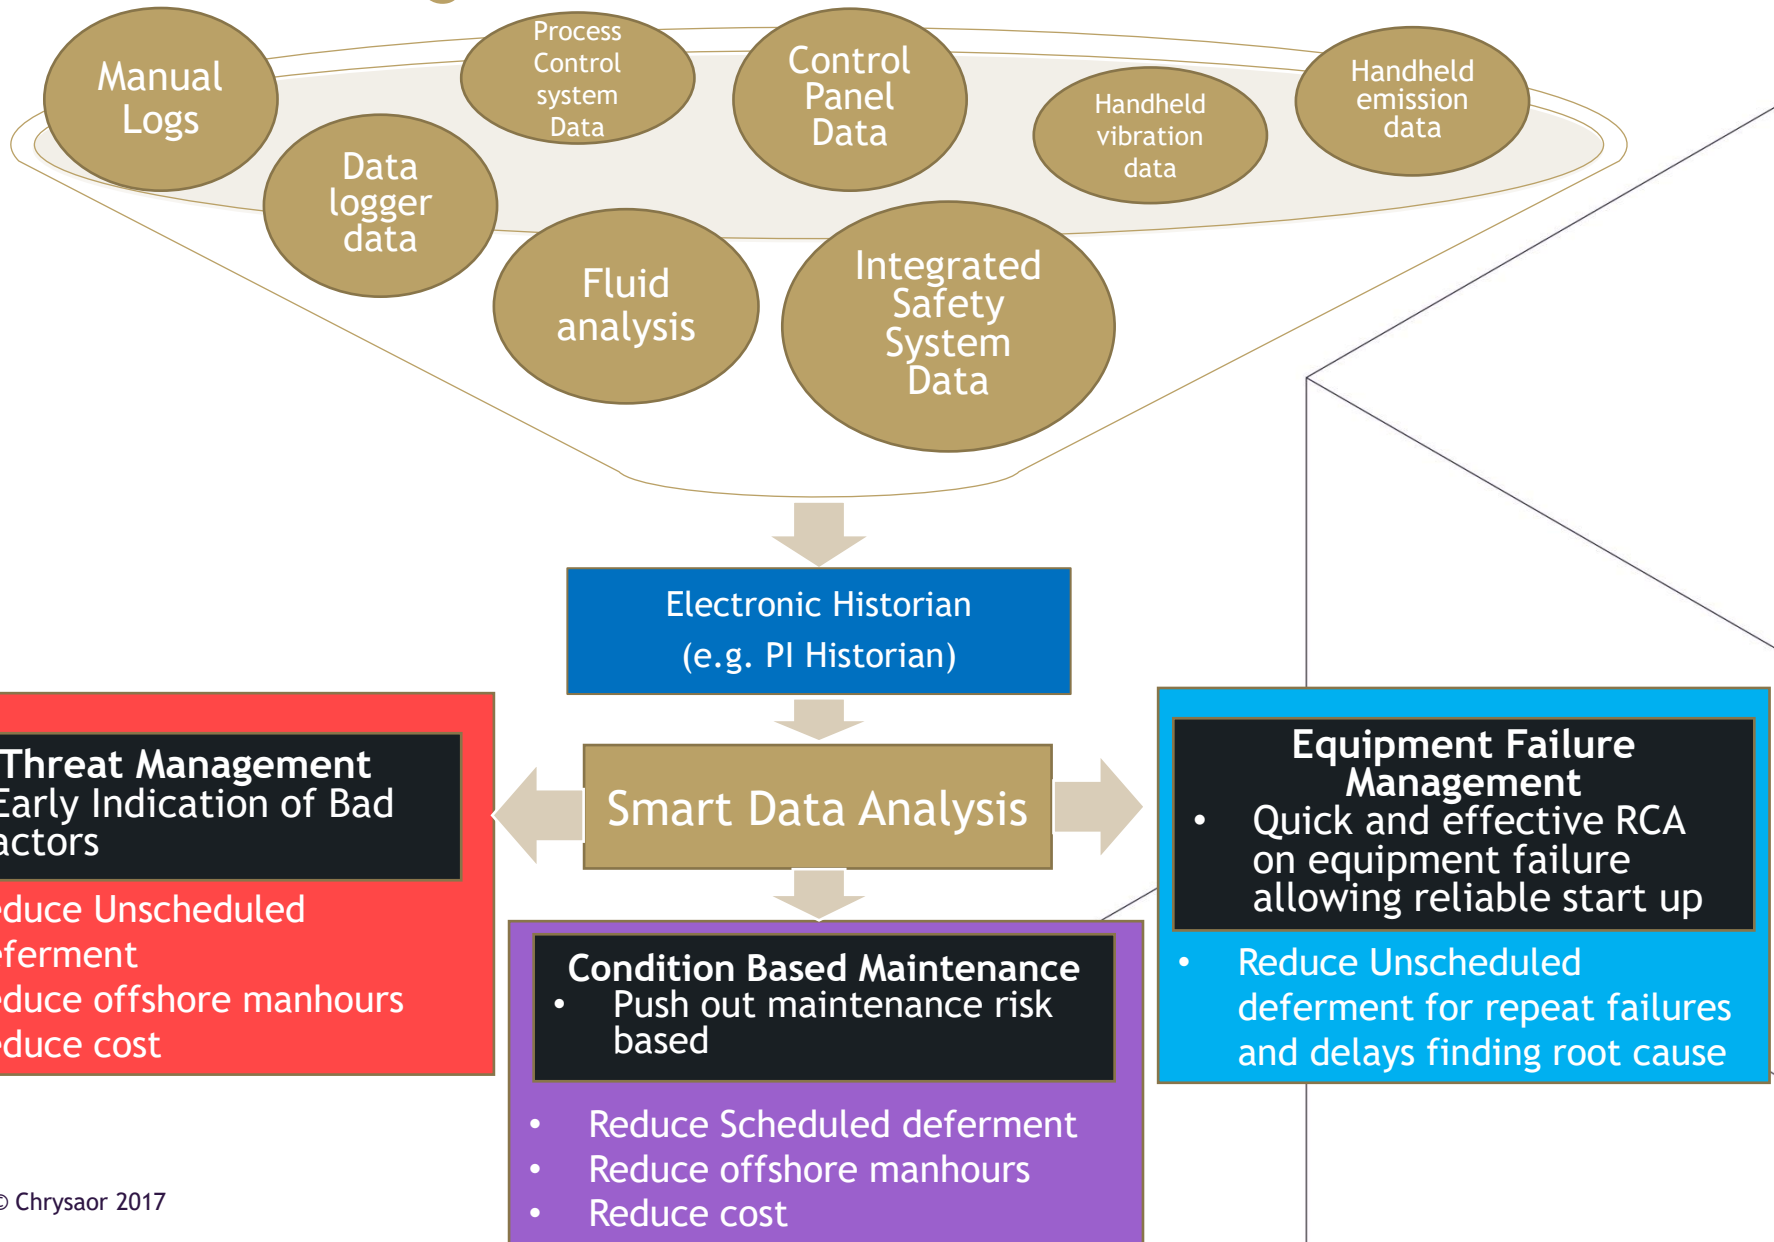 Manual
Logs
Process
Control
system
Data
Control
Panel
Data
Handheld
vibration
data
Handheld
emission
data
Data
logger
data
Fluid
analysis
Integrated
Safety
System
Data
Electronic Historian
(e.g. PI Historian)
Smart Data Analysis
Threat Management
Early Indication of Bad
actors
educe Unscheduled
eferment
educe offshore manhours
educe cost
Condition Based Maintenance
• Push out maintenance risk
based
• Reduce Scheduled deferment
• Reduce offshore manhours
• Reduce cost
Equipment Failure
Management
• Quick and effective RCA
on equipment failure
allowing reliable start up
• Reduce Unscheduled
deferment for repeat failures
and delays finding root cause
© Chrysaor 2017